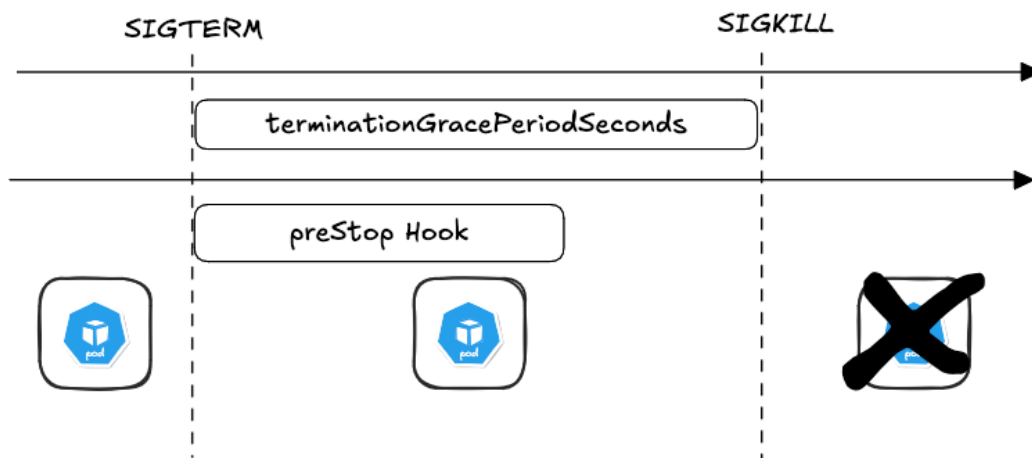 SIGTERM
SIGKILL
terminationGracePeriodSeconds
preStop Hook
pod
pod